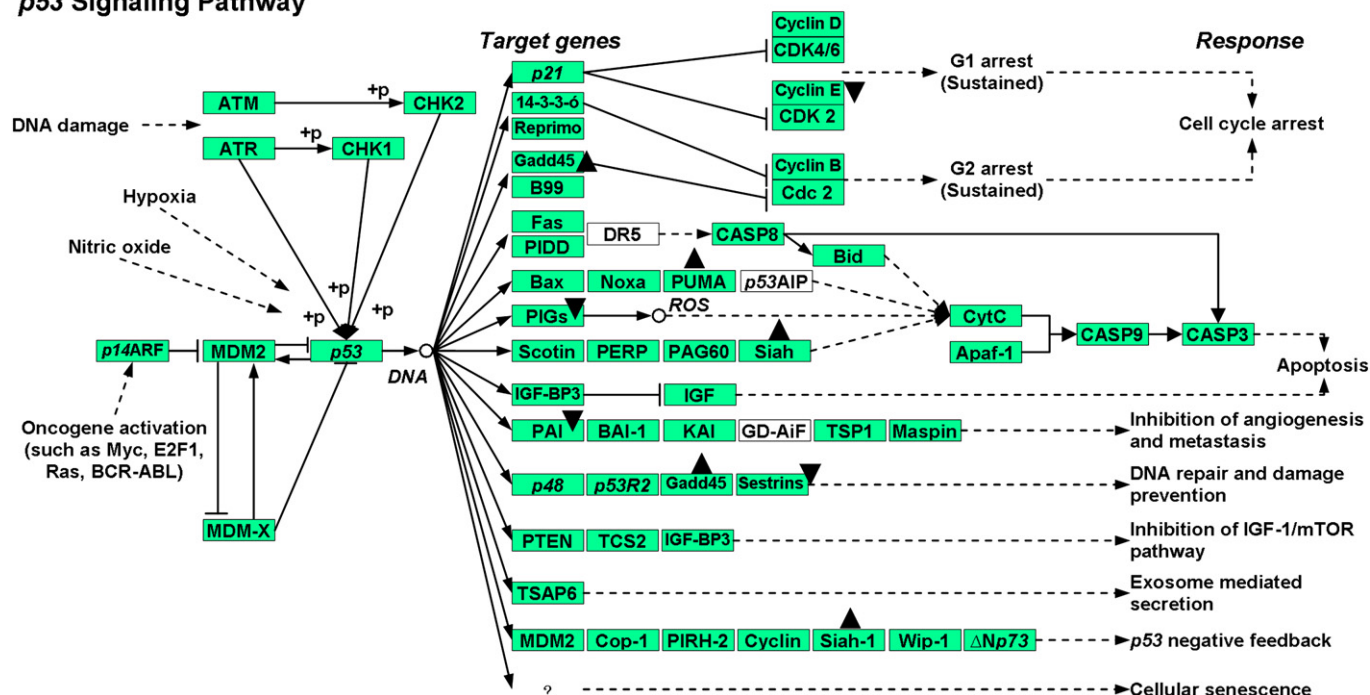 p53 Signaling Pathway
Target genes
Response
Cyclin D
CDK4/6
p21
G1 arrest
(Sustained)
Cyclin E
CDK 2
ATM
+p
CHK2
14-3-3-ó
DNA damage
Reprimo
Cell cycle arrest
ATR
+p
CHK1
Gadd45
B99
Cyclin B
Cdc 2
G2 arrest
(Sustained)
Hypoxia
Nitric oxide
Fas
PIDD
DR5
CASP8
Bid
Bax
Noxa
PUMA
p53AIP
+p
+p
+p
PIGs
ROS
CytC
CASP9
CASP3
p14ARF
MDM2
p53
DNA
Scotin
PERP
PAG60
Siah
Apaf-1
Apoptosis
IGF-BP3
IGF
Oncogene activation
(such as Myc, E2F1,
Ras, BCR-ABL)
PAI
BAI-1
KAI
GD-AiF
TSP1
Maspin
Inhibition of angiogenesis
and metastasis
p48
p53R2
Gadd45
Sestrins
DNA repair and damage
prevention
MDM-X
PTEN
TCS2
IGF-BP3
Inhibition of IGF-1/mTOR
pathway
TSAP6
Exosome mediated
secretion
MDM2
Cop-1
PIRH-2
Cyclin
Siah-1
Wip-1
ΔNp73
p53 negative feedback
?
Cellular senescence